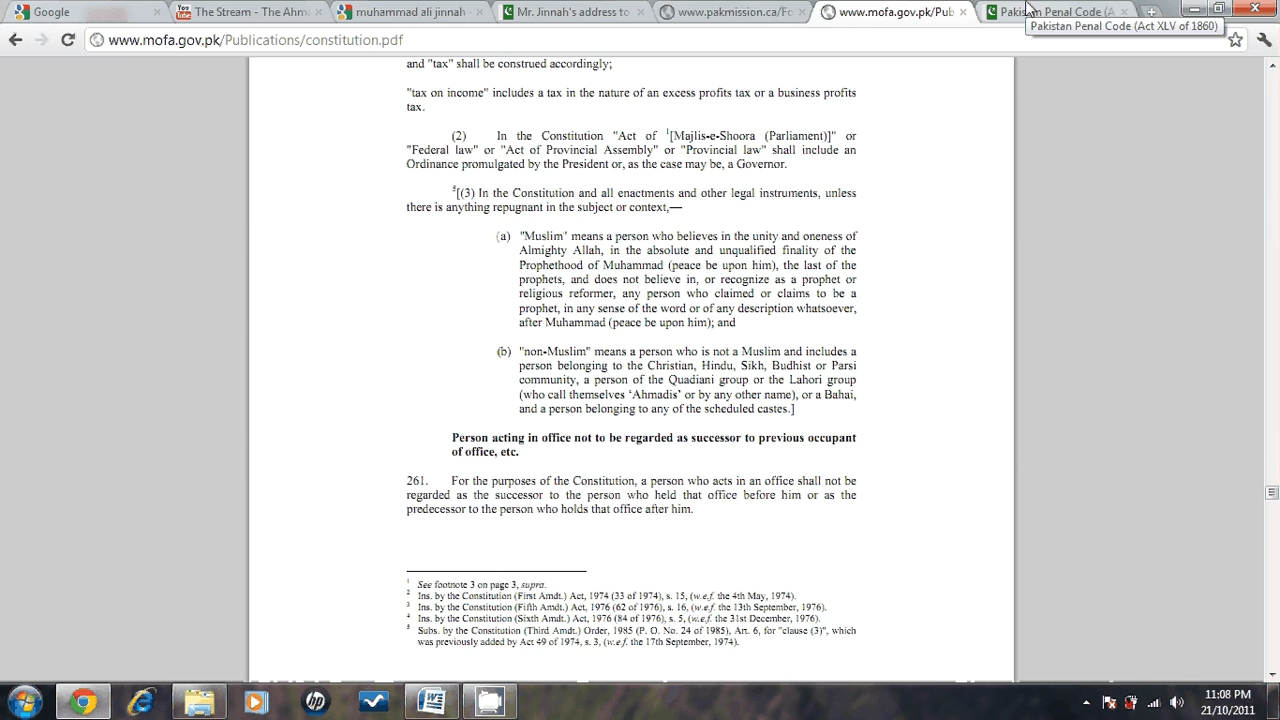 Google
The Stream - The Ahm
muhammad ali jinnah
Mr. Jinnah's address to
www.pakmission.ca/Fo
www.mofa.gov.pk/Pub
Pakistan Penal Code (A
Pakistan Penal Code (Act XLV of 1860)
www.mofa.gov.pk/Publications/constitution.pdf
and "tax" shall be construed accordingly;
"tax on income" includes a tax in the nature of an excess profits tax or a business profits
tax.
(2) In the Constitution "Act of 1[Majlis-e-Shoora (Parliament)]" or
"Federal law" or "Act of Provincial Assembly" or "Provincial law" shall include an
Ordinance promulgated by the President or, as the case may be, a Governor.
5[(3) In the Constitution and all enactments and other legal instruments, unless
there is anything repugnant in the subject or context,—
(a) "Muslim" means a person who believes in the unity and oneness of
Almighty Allah, in the absolute and unqualified finality of the
Prophethood of Muhammad (peace be upon him), the last of the
prophets, and does not believe in, or recognize as a prophet or
religious reformer, any person who claimed or claims to be a
prophet, in any sense of the word or of any description whatsoever,
after Muhammad (peace be upon him); and
(b) "non-Muslim" means a person who is not a Muslim and includes a
person belonging to the Christian, Hindu, Sikh, Budhist or Parsi
community, a person of the Quadiani group or the Lahori group
(who call themselves 'Ahmadis' or by any other name), or a Bahai,
and a person belonging to any of the scheduled castes.]
Person acting in office not to be regarded as successor to previous occupant
of office, etc.
261. For the purposes of the Constitution, a person who acts in an office shall not be
regarded as the successor to the person who held that office before him or as the
predecessor to the person who holds that office after him.
1 See footnote 3 on page 3, supra.
2 Ins. by the Constitution (First Amdt.) Act, 1974 (33 of 1974), s. 15, (w.e.f. the 4th May, 1974).
3 Ins. by the Constitution (Fifth Amdt.) Act, 1976 (62 of 1976), s. 16, (w.e.f. the 13th September, 1976).
4 Ins. by the Constitution (Sixth Amdt.) Act, 1976 (84 of 1976), s. 5, (w.e.f. the 31st December, 1976).
5 Subs. by the Constitution (Third Amdt.) Order, 1985 (P. O. No. 24 of 1985), Art. 6, for "clause (3)", which
was previously added by Act 49 of 1974, s. 3, (w.e.f. the 17th September, 1974).
11:08 PM
21/10/2011